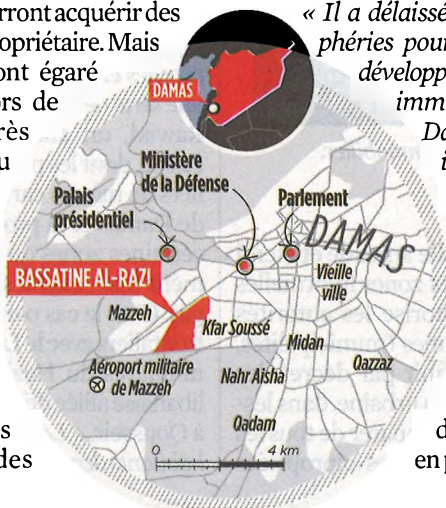 rront acquérir des
opriétaire. Mais
ont égaré
rs de
rès
u
« Il a délaissé
phéries pour
développ
imm
Da
i
DAMAS
Ministère
de la Défense
Palais
présidentiel
Parlement
DAMAS
BASSATINE AL-RAZI
Vieille
ville
Mazzeh
Kfar Soussé
Midan
Aéroport militaire
de Mazzeh
Nahr Aisha
Qazzaz
Qadam
0 4 km
s
des
d
en p